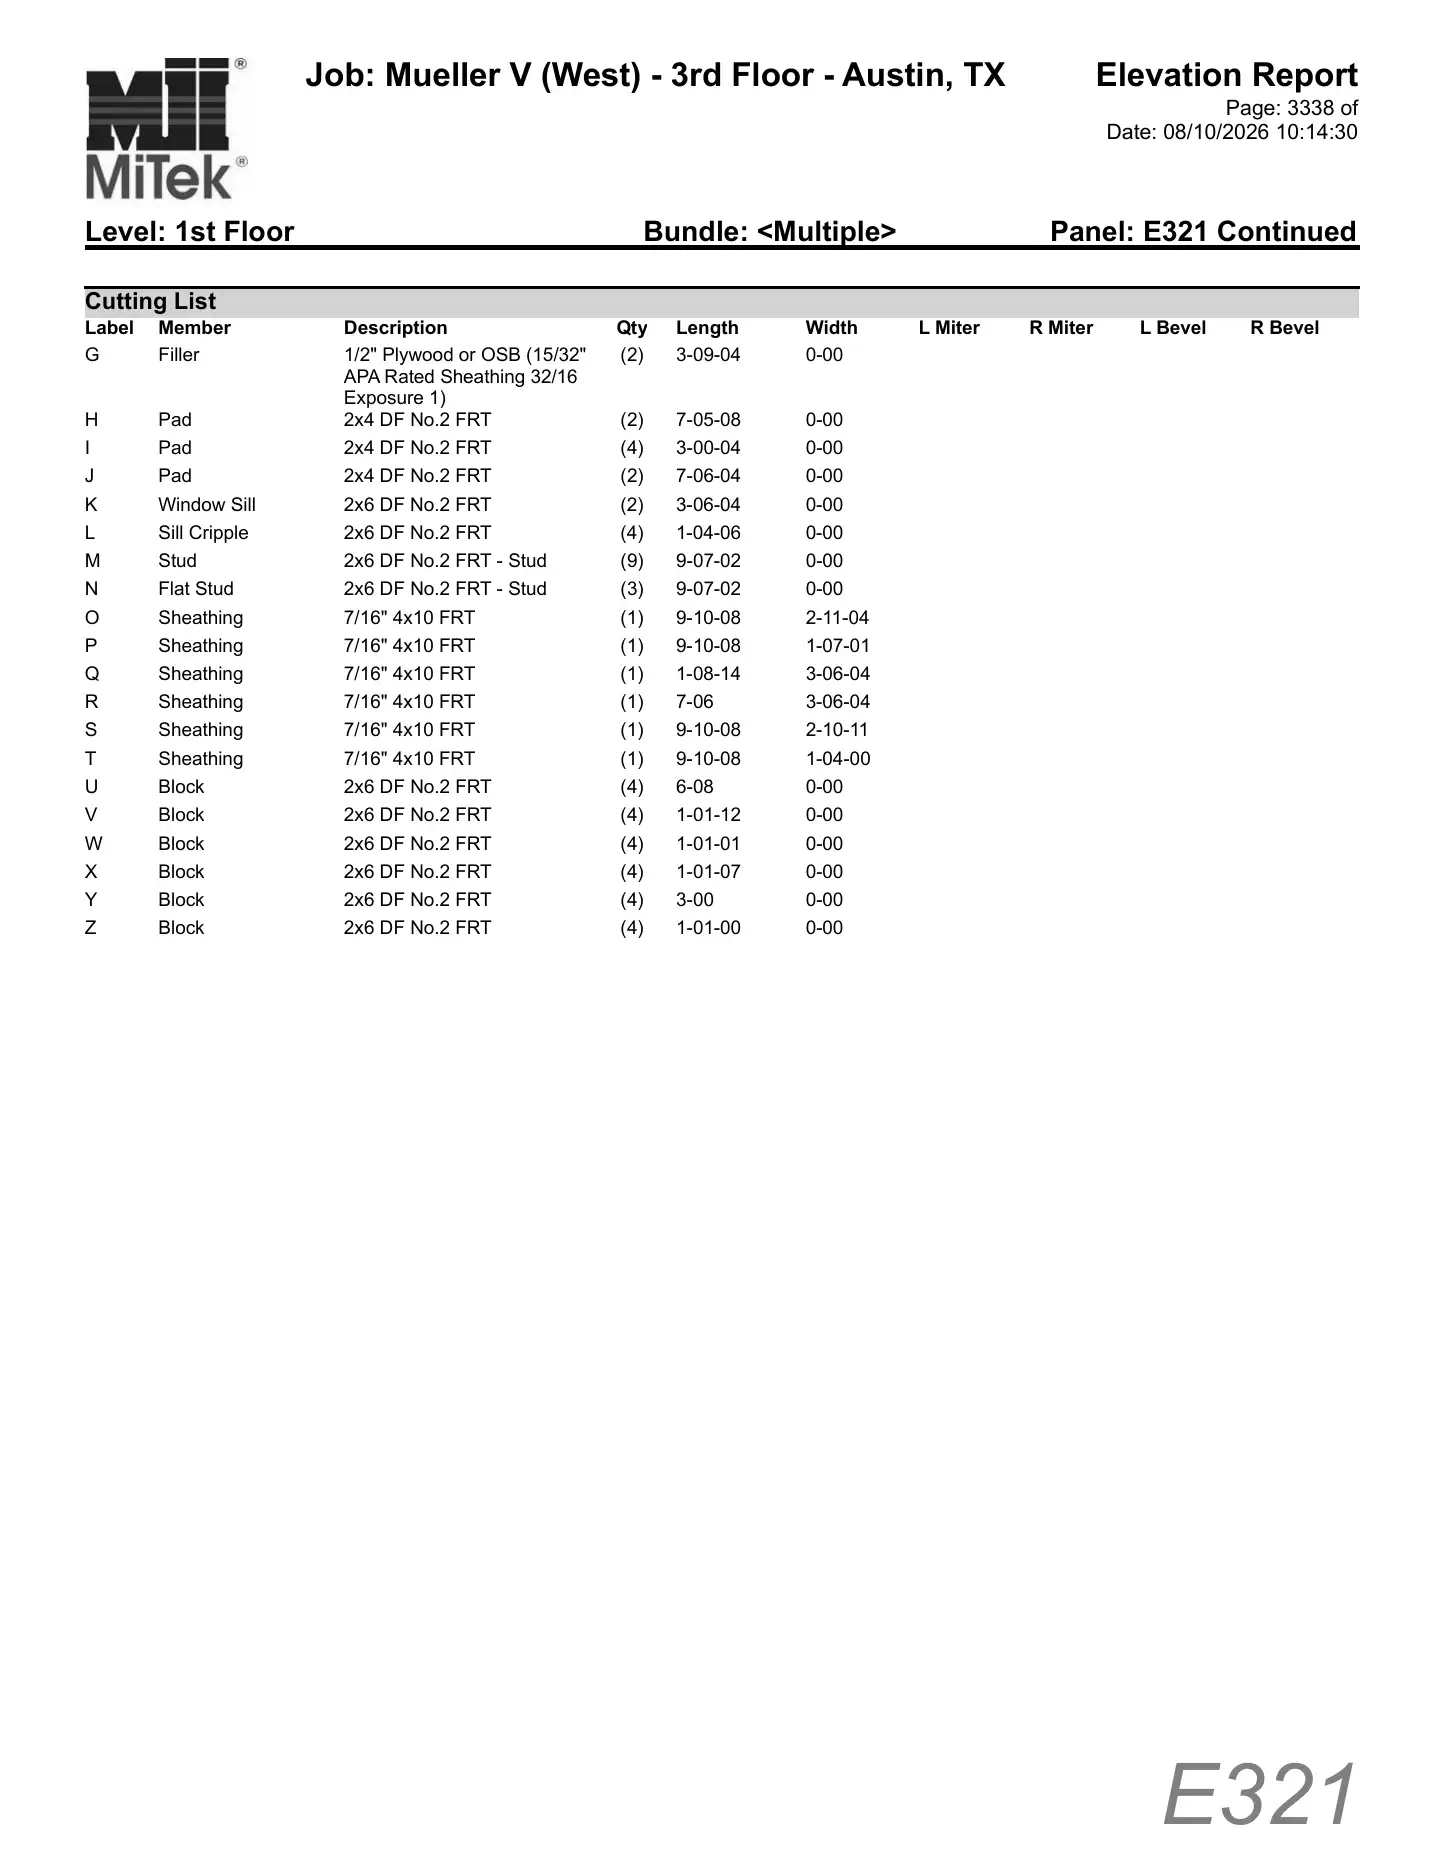 Job: Mueller V (West) - 3rd Floor - Austin, TX
Elevation Report
Page: 3338 of
Date: 08/10/2026 10:14:30
MiTek®
®
Level: 1st Floor Bundle: <Multiple> Panel: E321 Continued
Cutting List
Label Member Description Qty Length Width L Miter R Miter L Bevel R Bevel
G Filler 1/2" Plywood or OSB (15/32" (2) 3-09-04 0-00
APA Rated Sheathing 32/16
Exposure 1)
H Pad 2x4 DF No.2 FRT (2) 7-05-08 0-00
I Pad 2x4 DF No.2 FRT (4) 3-00-04 0-00
J Pad 2x4 DF No.2 FRT (2) 7-06-04 0-00
K Window Sill 2x6 DF No.2 FRT (2) 3-06-04 0-00
L Sill Cripple 2x6 DF No.2 FRT (4) 1-04-06 0-00
M Stud 2x6 DF No.2 FRT - Stud (9) 9-07-02 0-00
N Flat Stud 2x6 DF No.2 FRT - Stud (3) 9-07-02 0-00
O Sheathing 7/16" 4x10 FRT (1) 9-10-08 2-11-04
P Sheathing 7/16" 4x10 FRT (1) 9-10-08 1-07-01
Q Sheathing 7/16" 4x10 FRT (1) 1-08-14 3-06-04
R Sheathing 7/16" 4x10 FRT (1) 7-06 3-06-04
S Sheathing 7/16" 4x10 FRT (1) 9-10-08 2-10-11
T Sheathing 7/16" 4x10 FRT (1) 9-10-08 1-04-00
U Block 2x6 DF No.2 FRT (4) 6-08 0-00
V Block 2x6 DF No.2 FRT (4) 1-01-12 0-00
W Block 2x6 DF No.2 FRT (4) 1-01-01 0-00
X Block 2x6 DF No.2 FRT (4) 1-01-07 0-00
Y Block 2x6 DF No.2 FRT (4) 3-00 0-00
Z Block 2x6 DF No.2 FRT (4) 1-01-00 0-00
E321